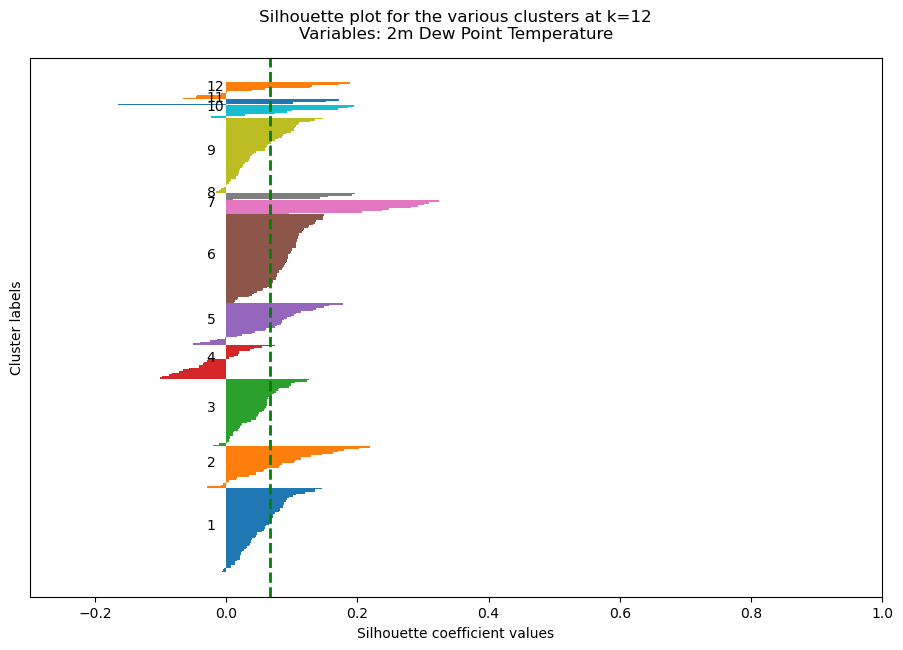 Silhouette plot for the various clusters at k=12
Variables: 2m Dew Point Temperature
12
11
10
9
8
7
6
5
4
3
2
1
Cluster labels
−0.2 0.0 0.2 0.4 0.6 0.8 1.0
Silhouette coefficient values